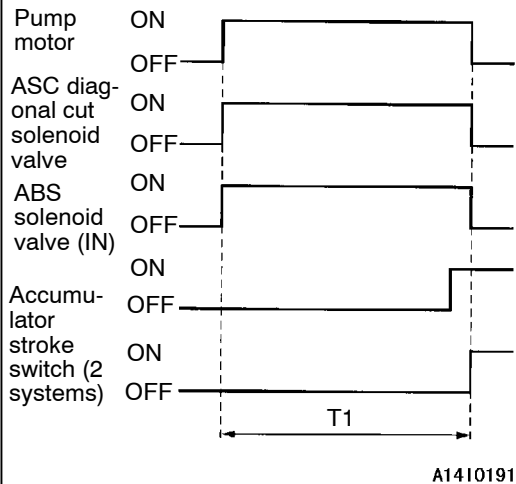 Pump
motor
ON
OFF
ASC diag-
onal cut
solenoid
valve
ON
OFF
ABS
solenoid
valve (IN)
ON
OFF
Accumu-
lator
stroke
switch (2
systems)
ON
OFF
ON
OFF
T1
A14I0191